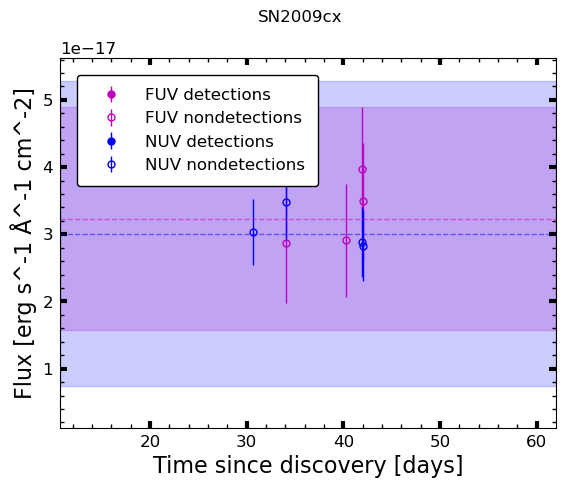 SN2009cx
1e−17
FUV detections
FUV nondetections
NUV detections
NUV nondetections
5
4
3
2
1
Flux [erg s^-1 Å^-1 cm^-2]
20 30 40 50 60
Time since discovery [days]